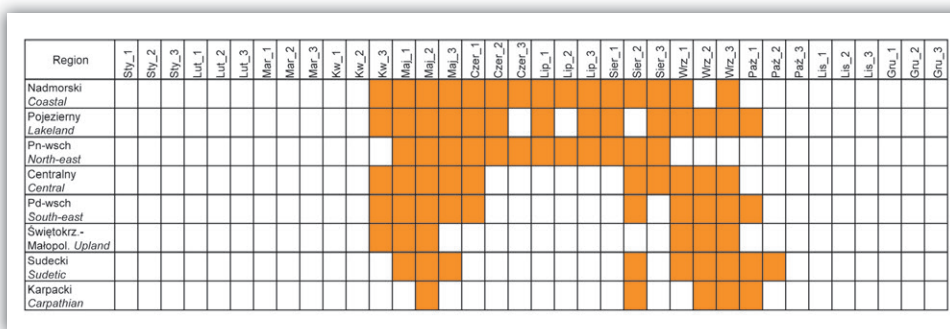 Region Sty_1 Sty_2 Sty_3 Lut_1 Lut_2 Lut_3 Mar_1 Mar_2 Mar_3 Kw_1 Kw_2 Kw_3 Maj_1 Maj_2 Maj_3 Czer_1 Czer_2 Czer_3 Lip_1 Lip_2 Lip_3 Sier_1 Sier_2 Sier_3 Wrz_1 Wrz_2 Wrz_3 Paź_1 Paź_2 Paź_3 Lis_1 Lis_2 Lis_3 Gru_1 Gru_2 Gru_3
Nadmorski
Coastal
Pojezierny
Lakeland
Pn-wsch
North-east
Centralny
Central
Pd-wsch
South-east
Świętokrz.-
Małopol. Upland
Sudecki
Sudetic
Karpacki
Carpathian